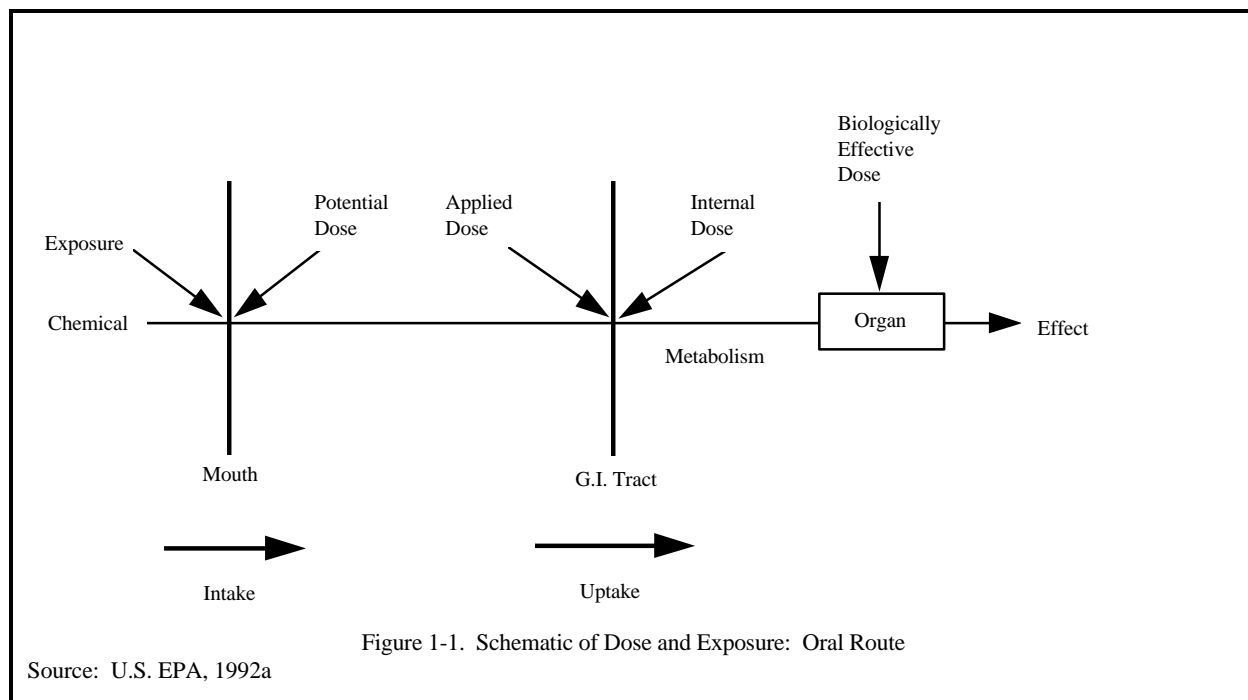 Biologically
Effective
Dose
Potential
Dose
Applied
Dose
Internal
Dose
Exposure
Chemical
Organ
Effect
Metabolism
Mouth
G.I. Tract
Intake
Uptake
Figure 1-1. Schematic of Dose and Exposure: Oral Route
Source: U.S. EPA, 1992a